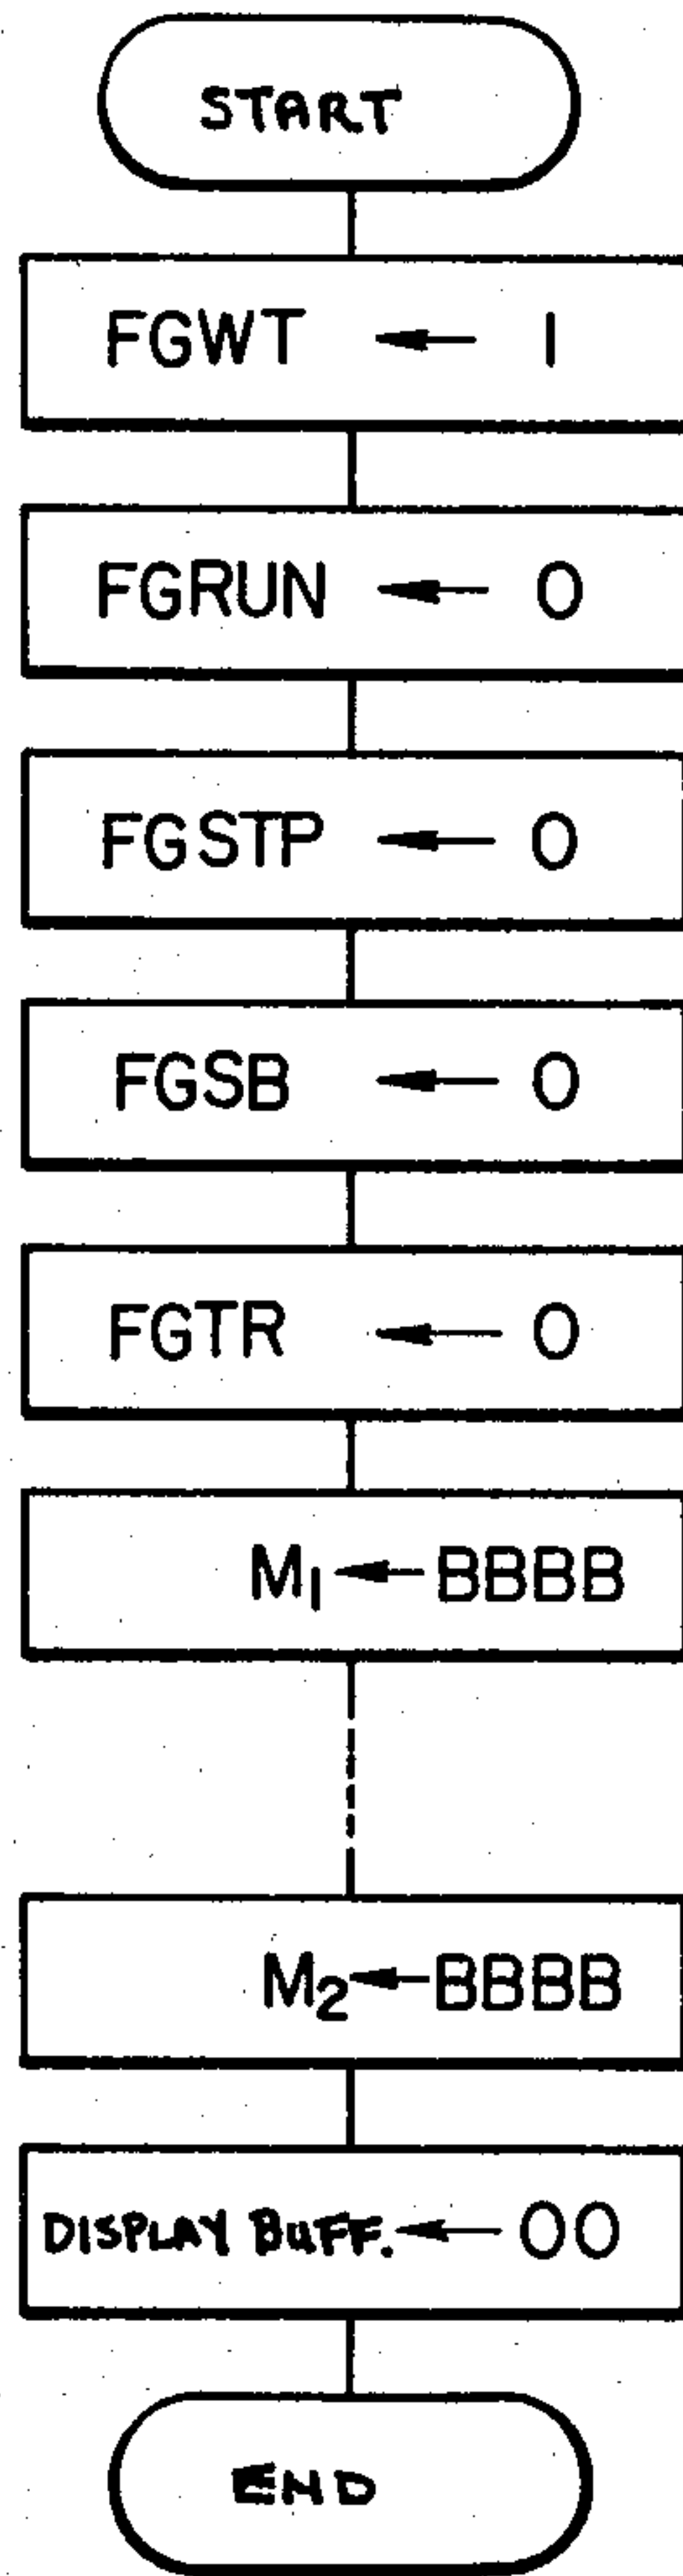 START
FGWT ← 1
FGRUN ← 0
FGSTP ← 0
FGSB ← 0
FGTR ← 0
M1 ← BBBB
M2 ← BBBB
DISPLAY BUFF. ← 00
END